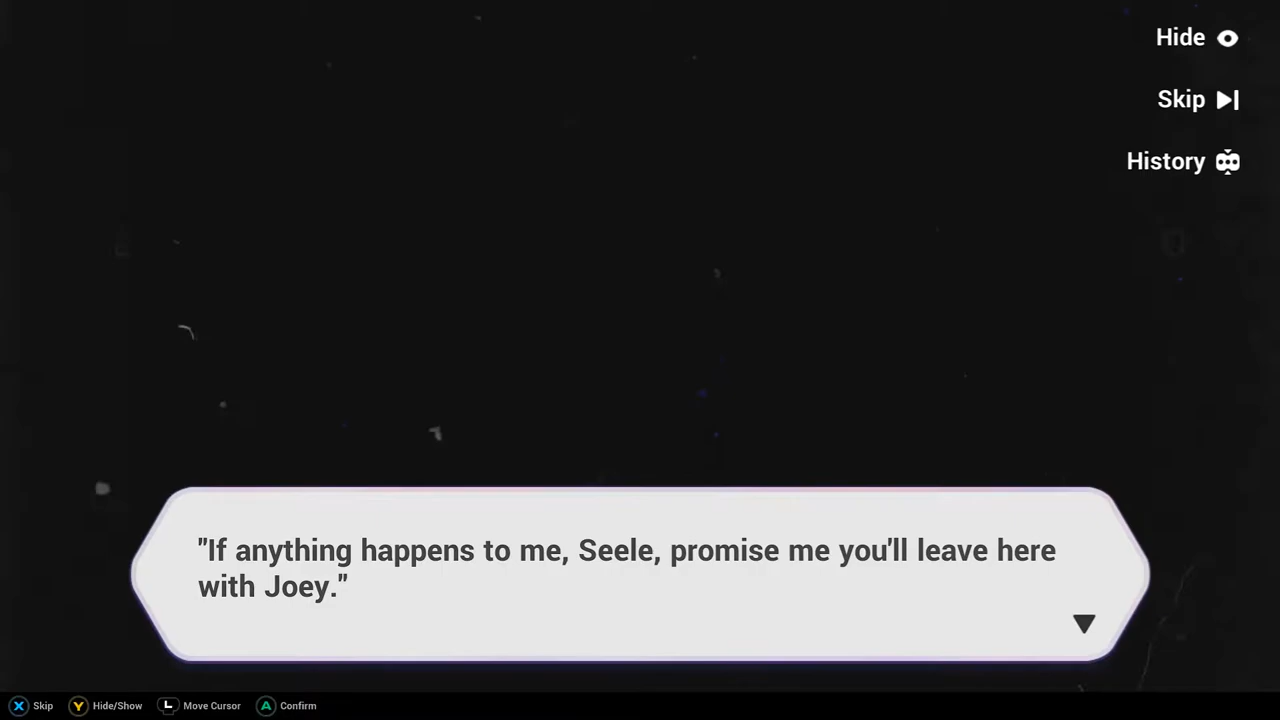 Hide
Skip
History
"If anything happens to me, Seele, promise me you'll leave here
with Joey."
X Skip Y Hide/Show L Move Cursor A Confirm